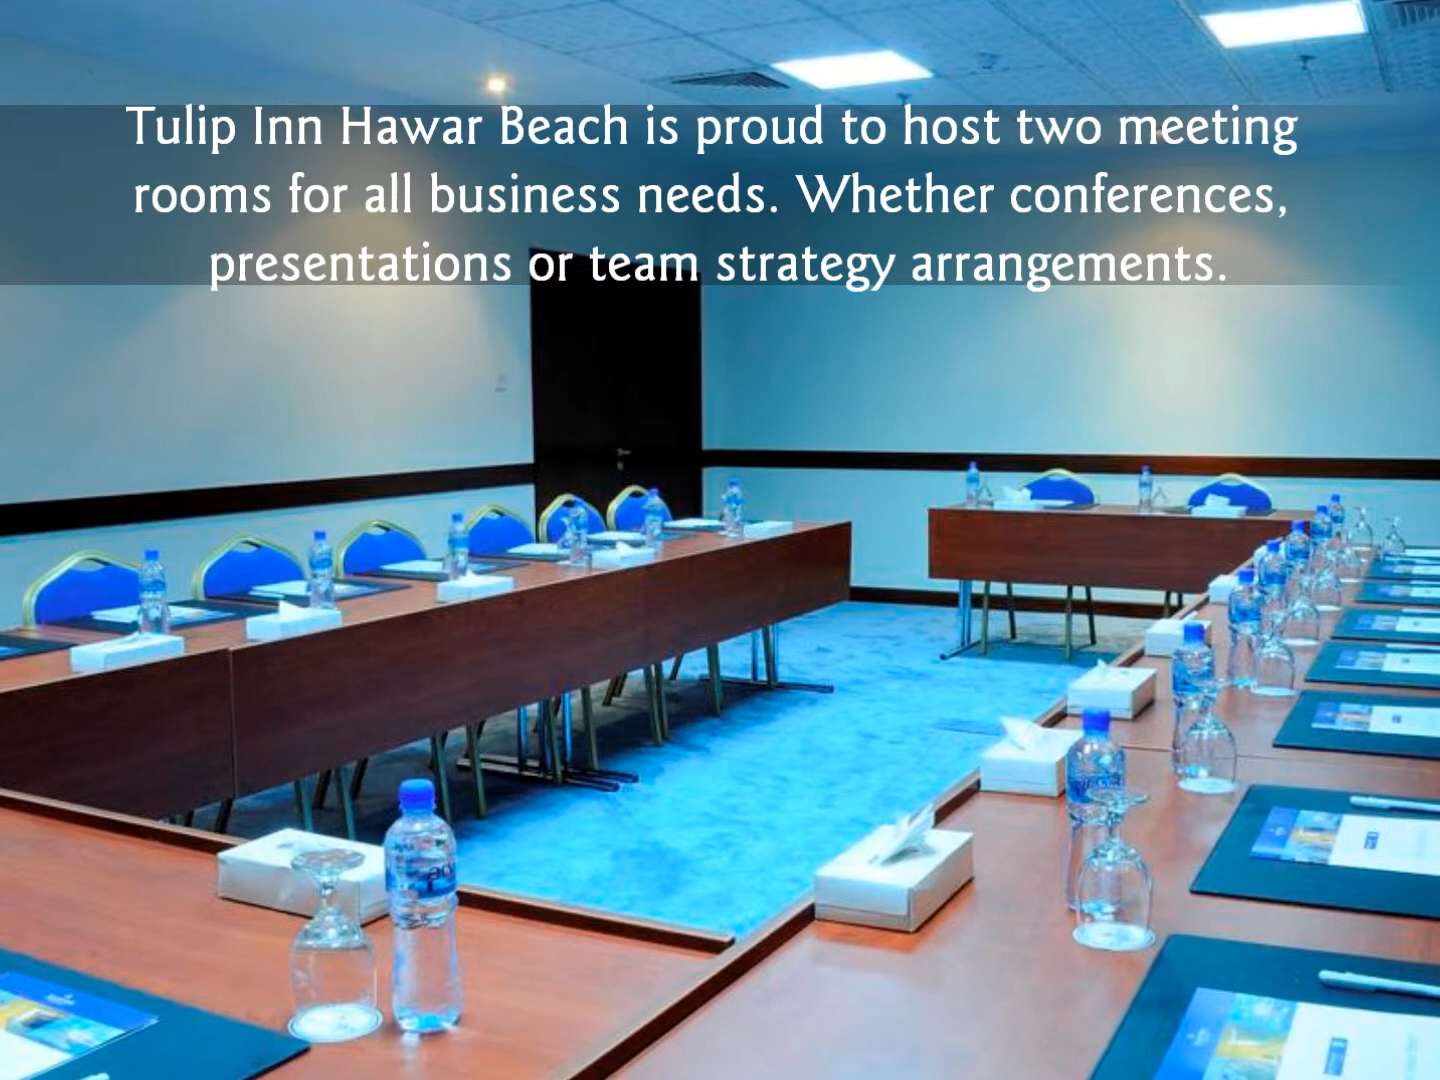 Tulip Inn Hawar Beach is proud to host two meeting
rooms for all business needs. Whether conferences,
presentations or team strategy arrangements.